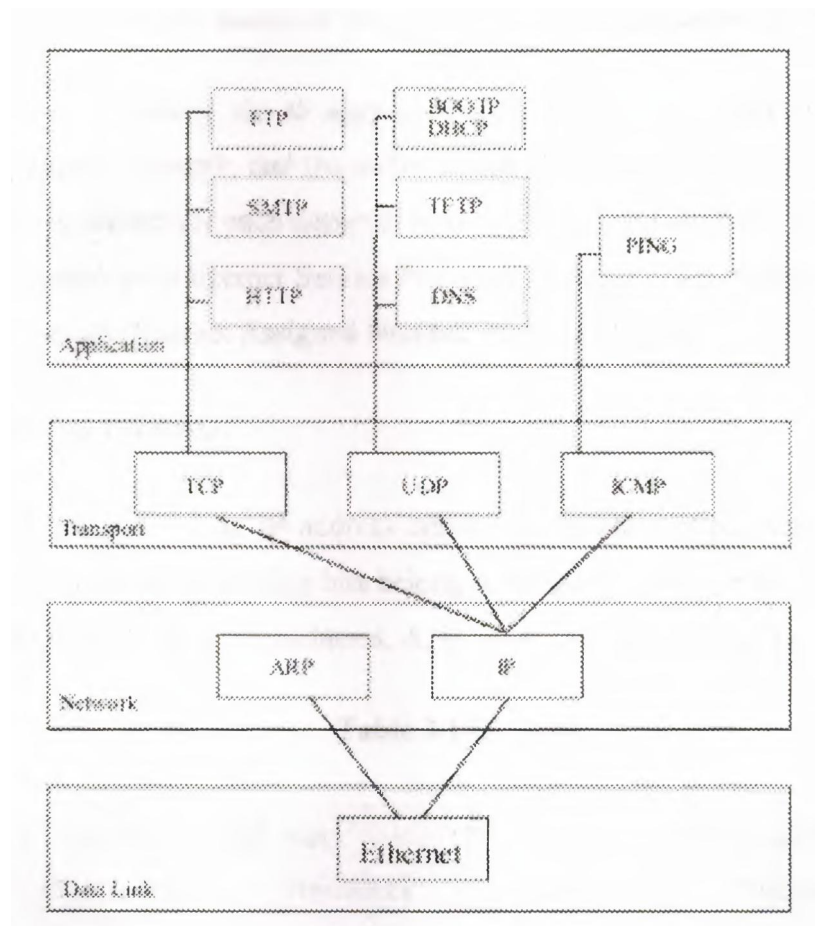 FTP
BOOTP
DHCP
SMTP
TFTP
PING
HTTP
DNS
Application
TCP
UDP
ICMP
Transport
ARP
IP
Network
Table
Ethernet
Data Link